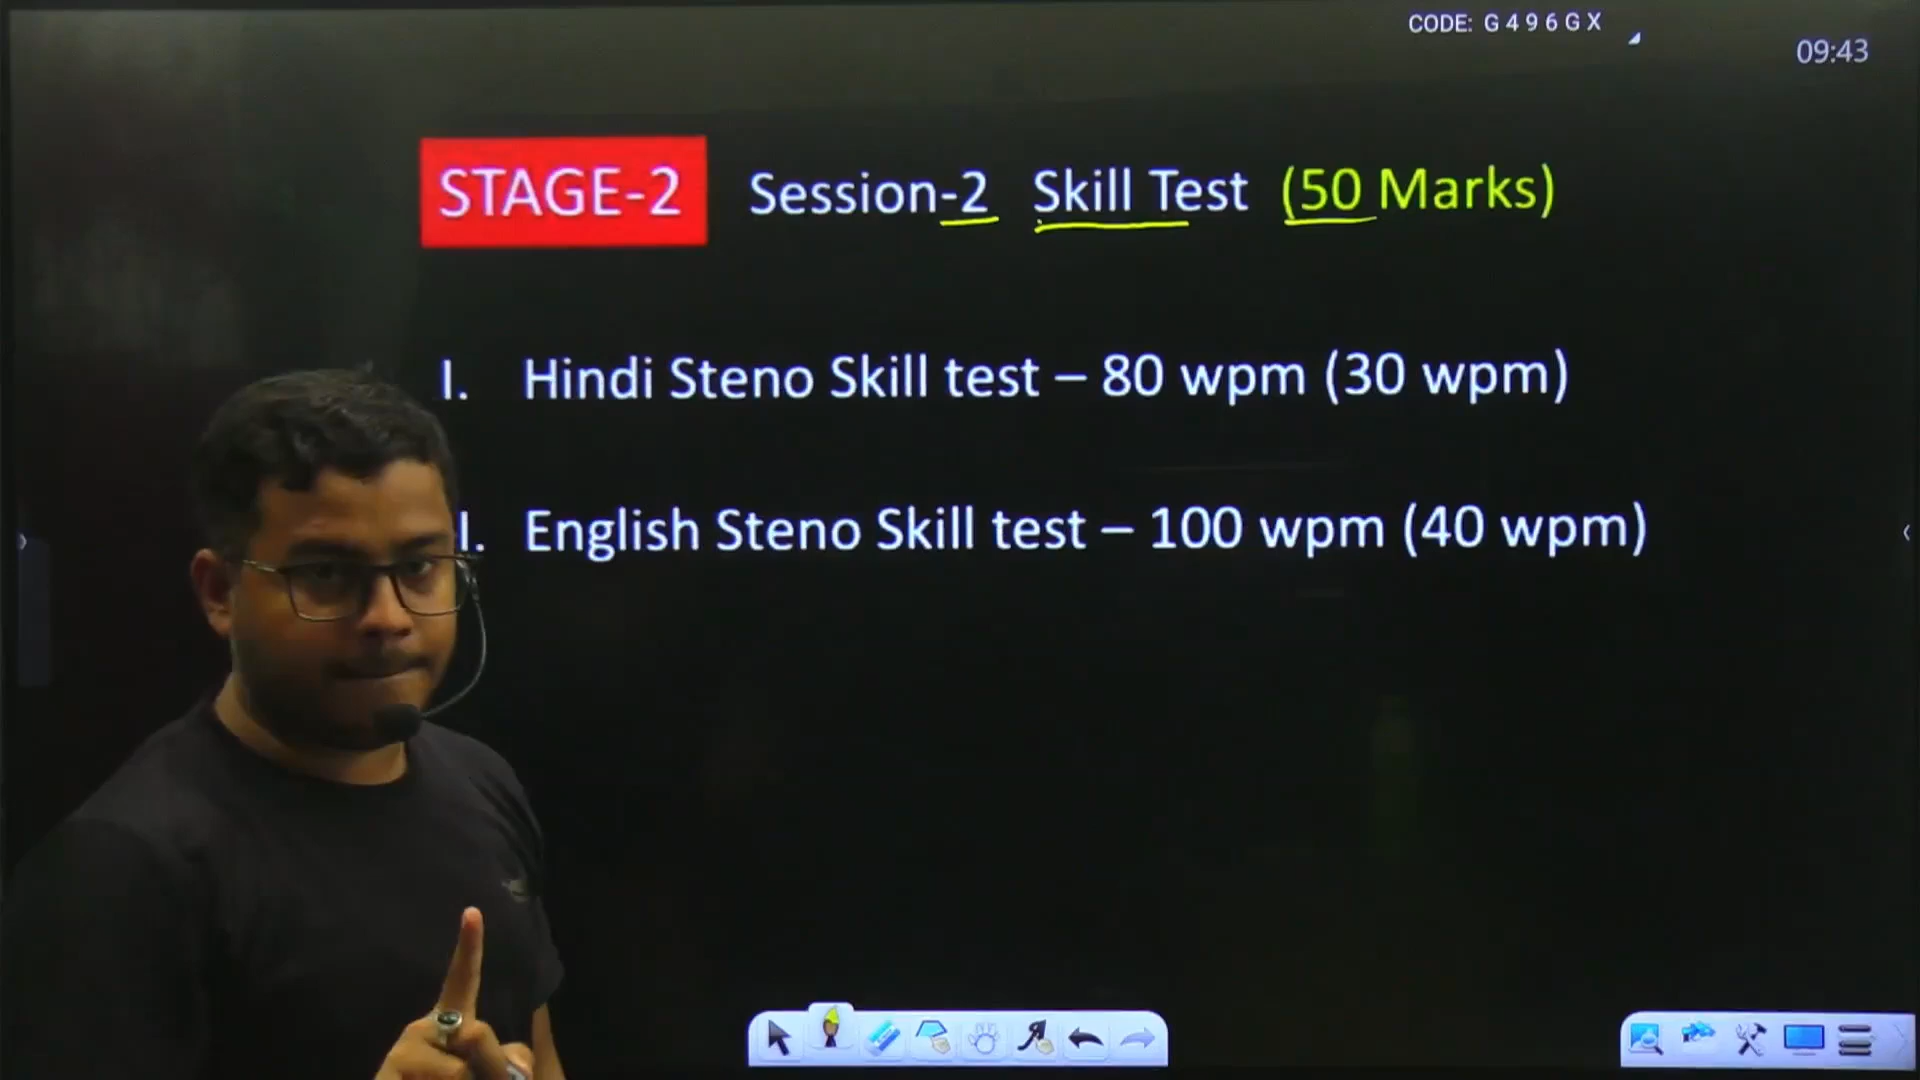 CODE: G496GX
09:43
STAGE-2 Session-2 Skill Test (50 Marks)
I. Hindi Steno Skill test – 80 wpm (30 wpm)
I. English Steno Skill test – 100 wpm (40 wpm)